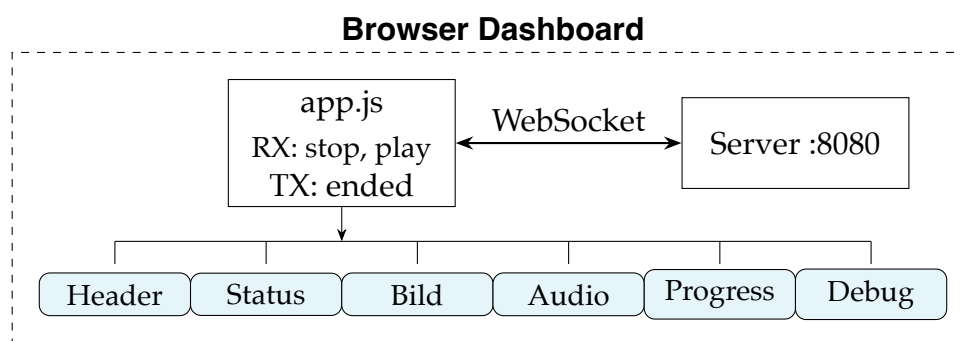 Browser Dashboard
app.js
RX: stop, play
TX: ended
WebSocket
Server :8080
Header
Status
Bild
Audio
Progress
Debug